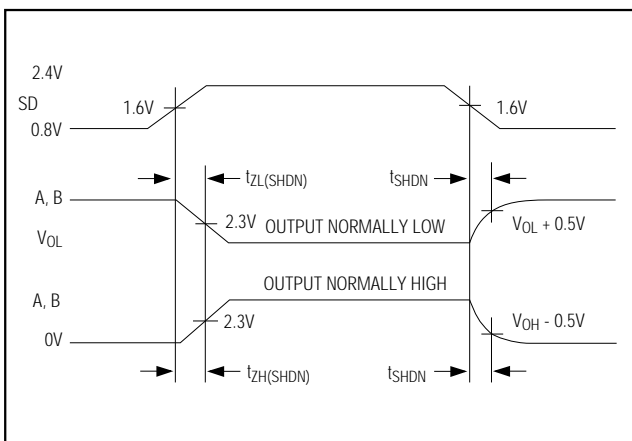 2.4V
SD
1.6V
1.6V
0.8V
tZL(SHDN)
tSHDN
A, B
2.3V
OUTPUT NORMALLY LOW
VOL + 0.5V
VOL
OUTPUT NORMALLY HIGH
A, B
2.3V
VOH - 0.5V
0V
tZH(SHDN)
tSHDN